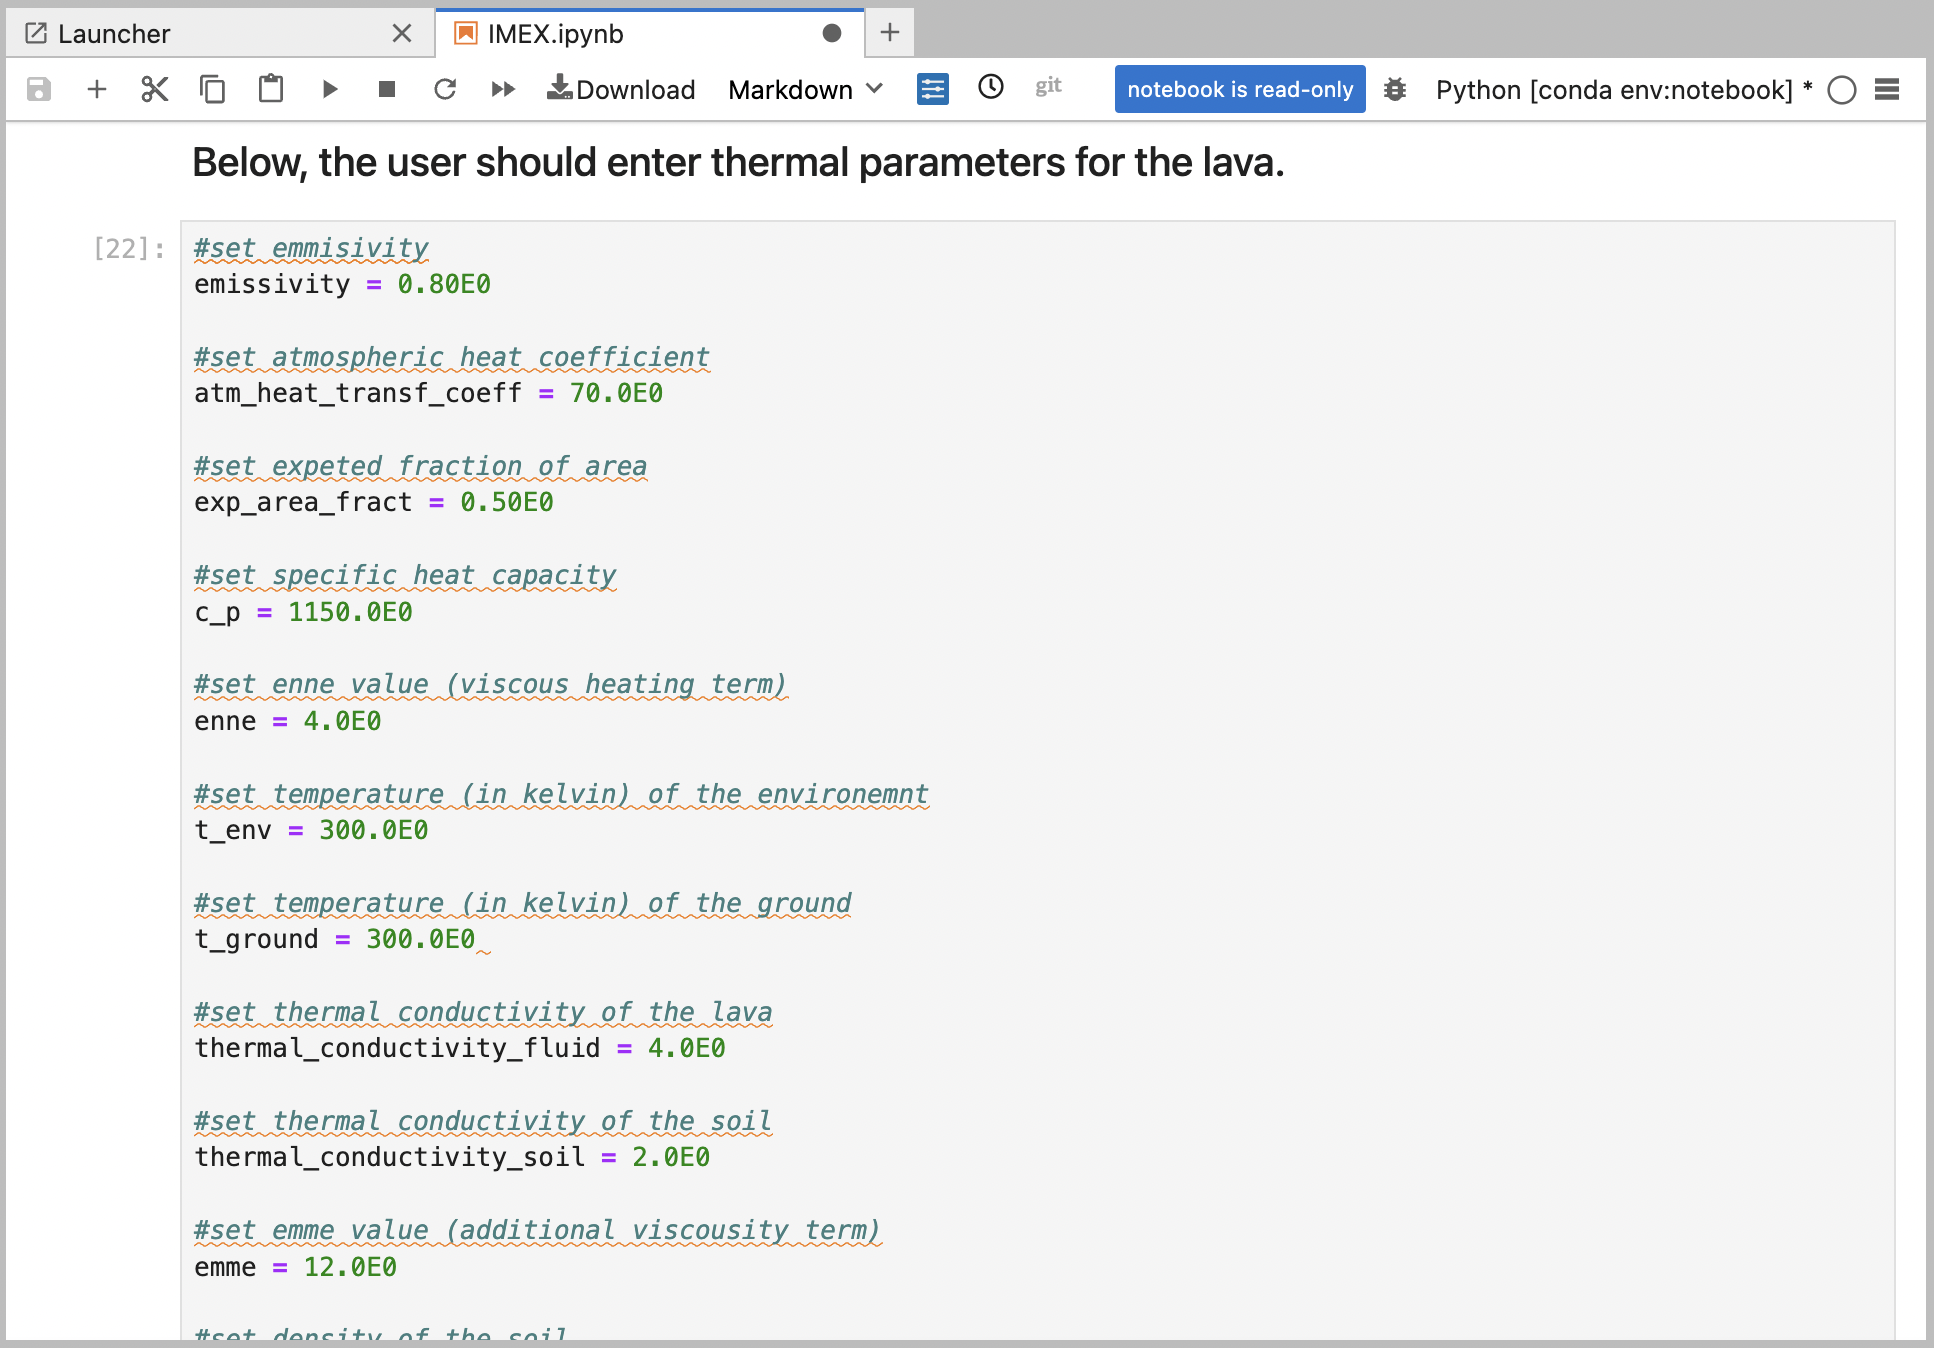 Launcher
IMEX.ipynb
Download Markdown git notebook is read-only Python [conda env:notebook] *
Below, the user should enter thermal parameters for the lava.
[22]:
#set emmisivity
emissivity = 0.80E0
#set atmospheric heat coefficient
atm_heat_transf_coeff = 70.0E0
#set expeted fraction of area
exp_area_fract = 0.50E0
#set specific heat capacity
c_p = 1150.0E0
#set enne value (viscous heating term)
enne = 4.0E0
#set temperature (in kelvin) of the environemnt
t_env = 300.0E0
#set temperature (in kelvin) of the ground
t_ground = 300.0E0
#set thermal conductivity of the lava
thermal_conductivity_fluid = 4.0E0
#set thermal conductivity of the soil
thermal_conductivity_soil = 2.0E0
#set emme value (additional viscousity term)
emme = 12.0E0
#set density of the soil